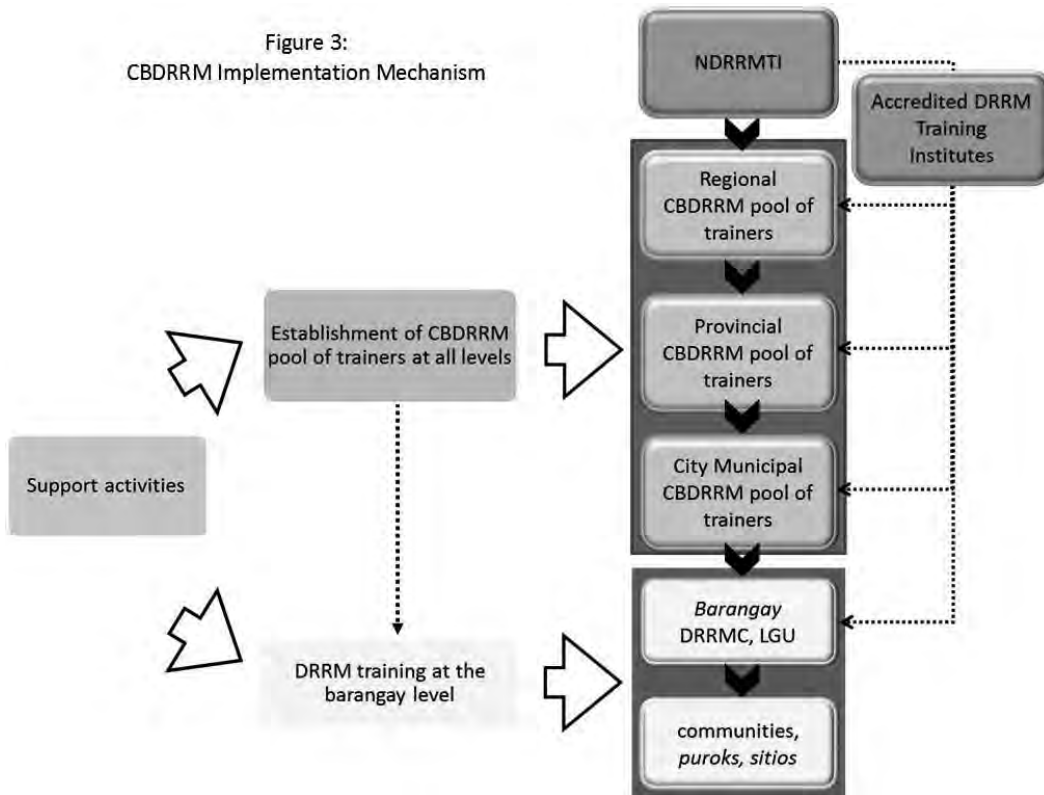 Figure 3:
CBDRRM Implementation Mechanism
NDRRMTI
Accredited DRRM
Training
Institutes
Regional
CBDRRM pool of
trainers
Establishment of CBDRRM
pool of trainers at all levels
Provincial
CBDRRM pool of
trainers
Support activities
City Municipal
CBDRRM pool of
trainers
DRRM training at the
barangay level
Barangay
DRRMC, LGU
communities,
puroks, sitios